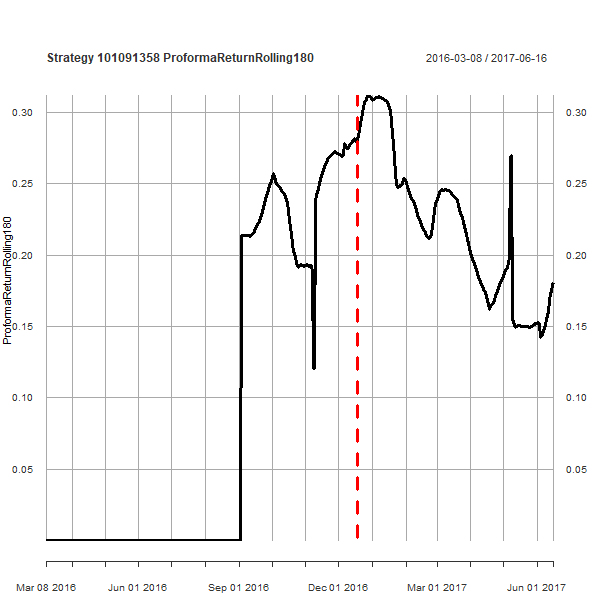 Strategy 101091358 ProformaReturnRolling180 2016-03-08 / 2017-06-16
0.30 0.30
0.25 0.25
0.20 0.20
ProformaReturnRolling180
0.15 0.15
0.10 0.10
0.05 0.05
Mar 08 2016 Jun 01 2016 Sep 01 2016 Dec 01 2016 Mar 01 2017 Jun 01 2017